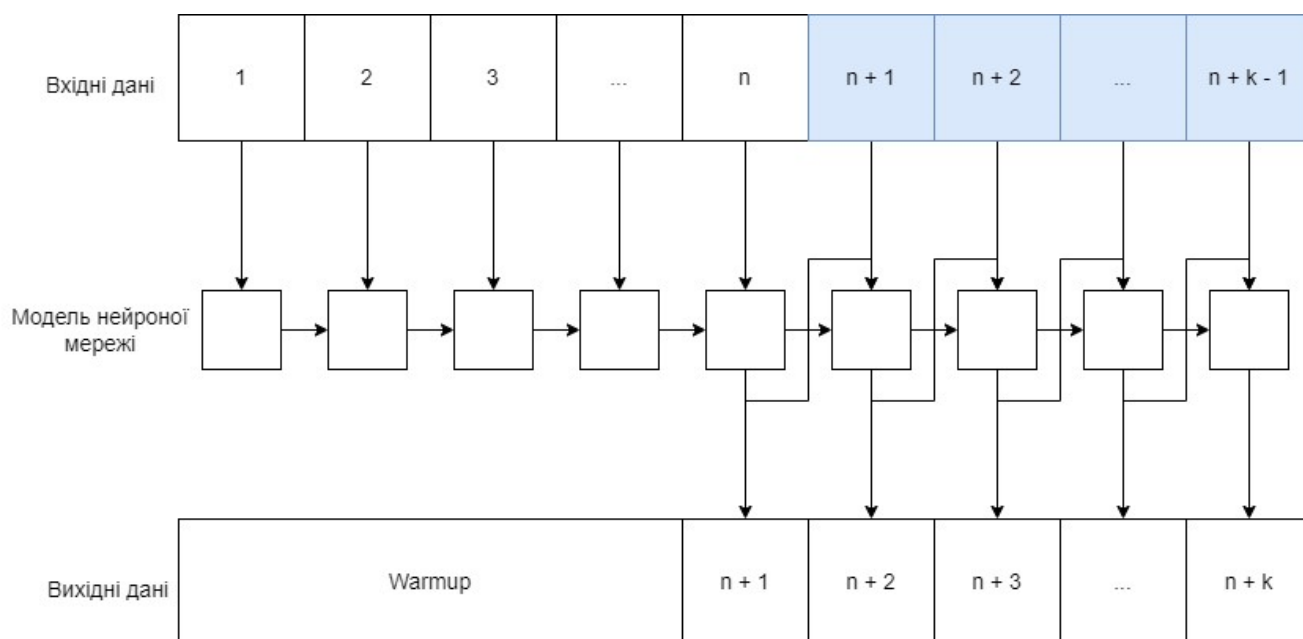 Вхідні дані
1
2
3
...
n
n + 1
n + 2
...
n + k - 1
Модель нейроної
мережі
Вихідні дані
Warmup
n + 1
n + 2
n + 3
...
n + k